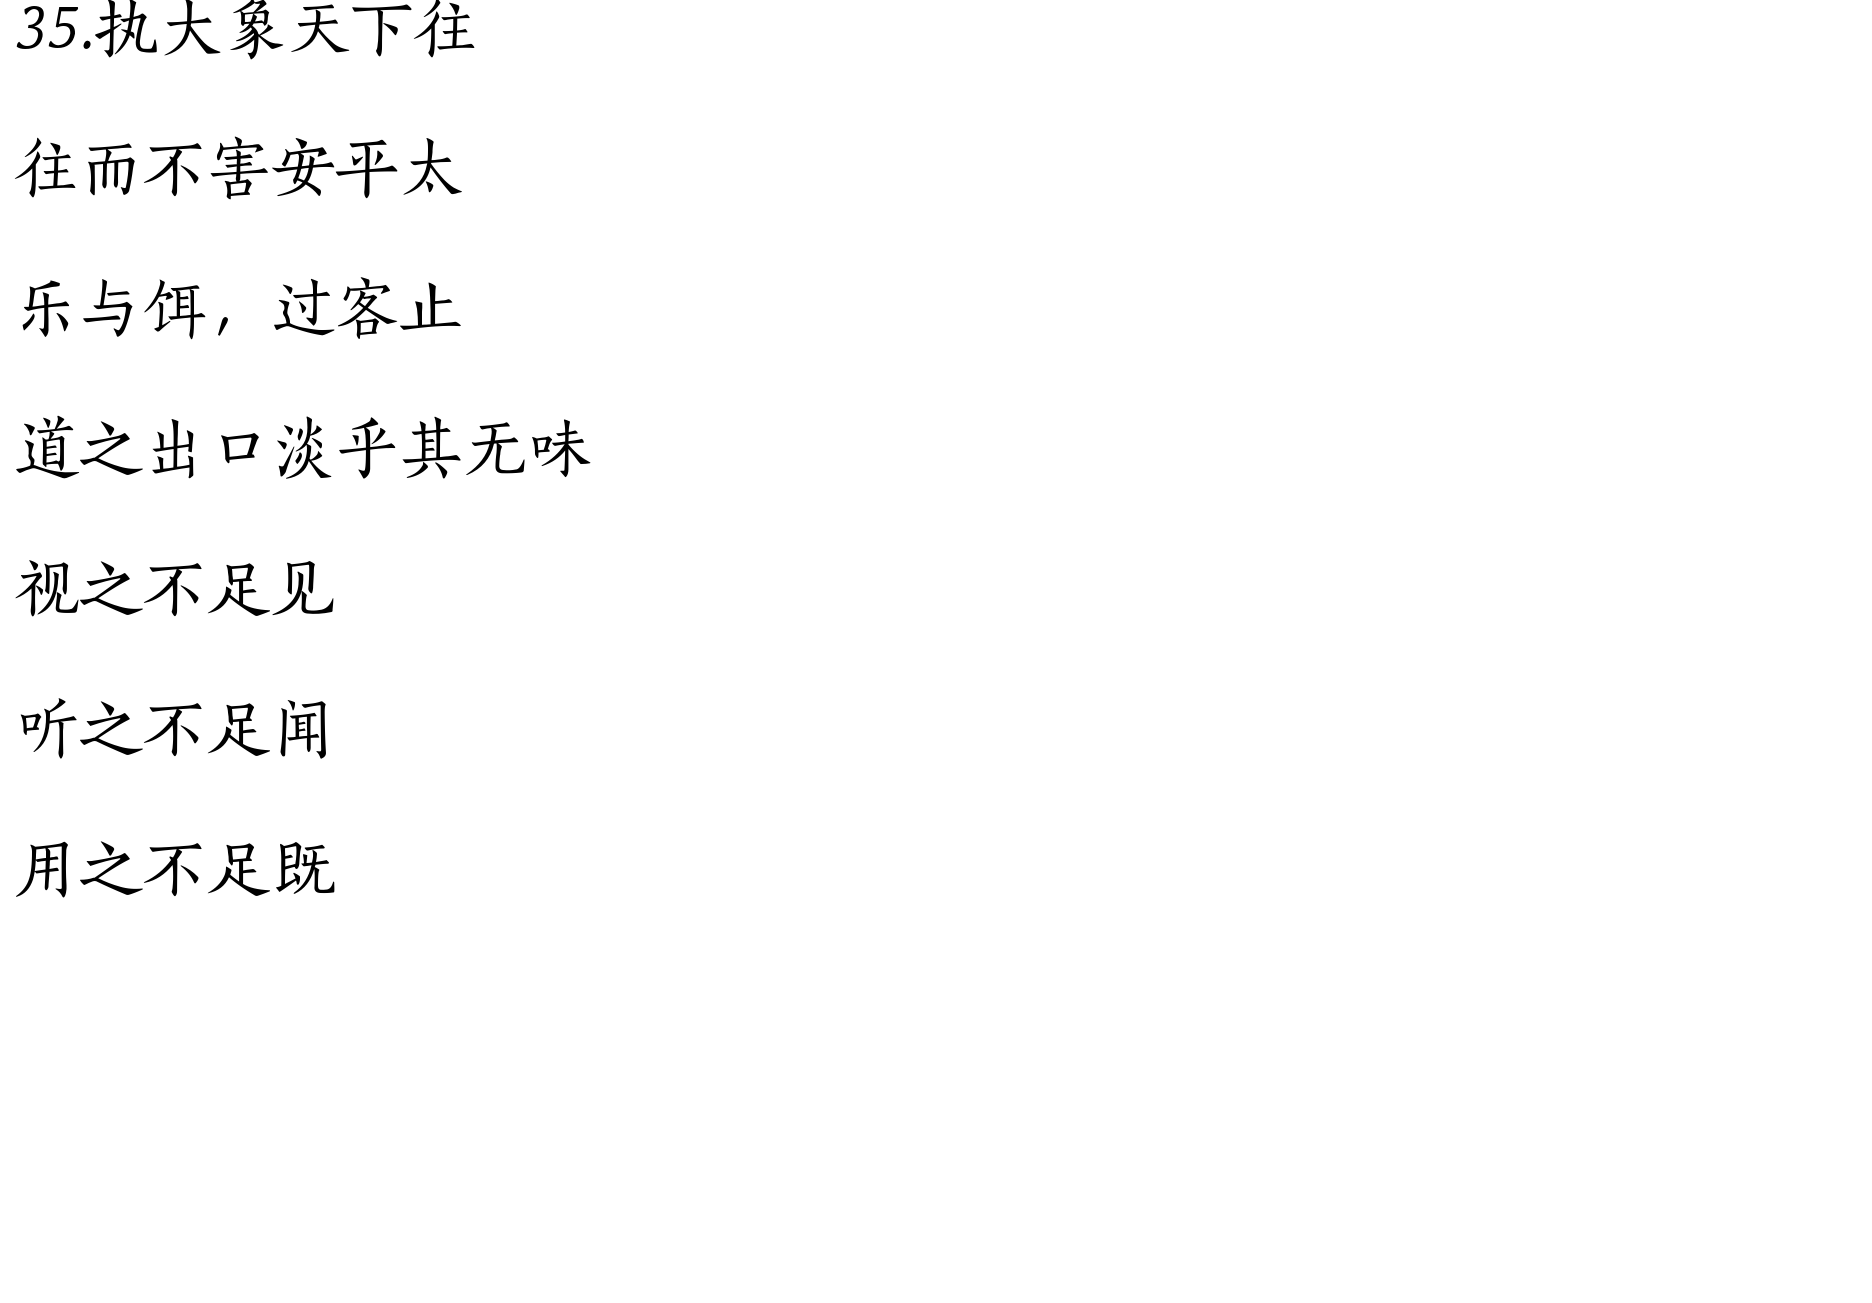 35.执大象天下往
往而不害安平太
乐与饵，过客止
道之出口淡乎其无味
视之不足见
听之不足闻
用之不足既